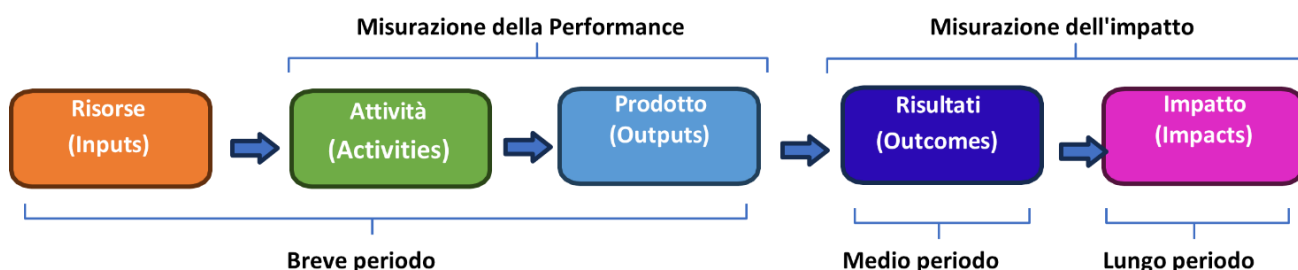 Misurazione della Performance
Misurazione dell'impatto
Risorse
(Inputs)
Attività
(Activities)
Prodotto
(Outputs)
Risultati
(Outcomes)
Impatto
(Impacts)
Breve periodo
Medio periodo
Lungo periodo